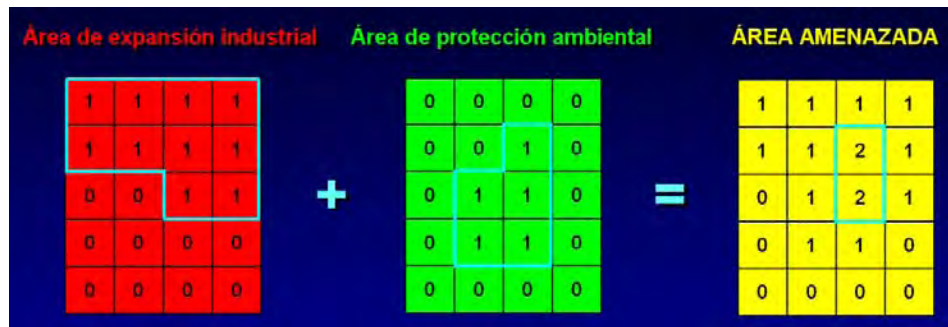 Área de expansión industrial
Área de protección ambiental
ÁREA AMENAZADA
1 1 1 1
1 1 1 1
0 0 1 1
0 0 0 0
0 0 0 0
+
0 0 0 0
0 0 1 0
0 1 1 0
0 1 1 0
0 0 0 0
=
1 1 1 1
1 1 2 1
0 1 2 1
0 1 1 0
0 0 0 0